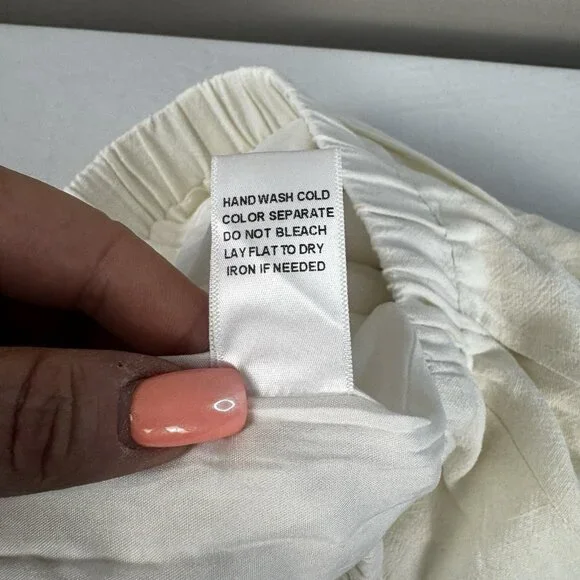 HAND WASH COLD
COLOR SEPARATE
DO NOT BLEACH
LAY FLAT TO DRY
IRON IF NEEDED